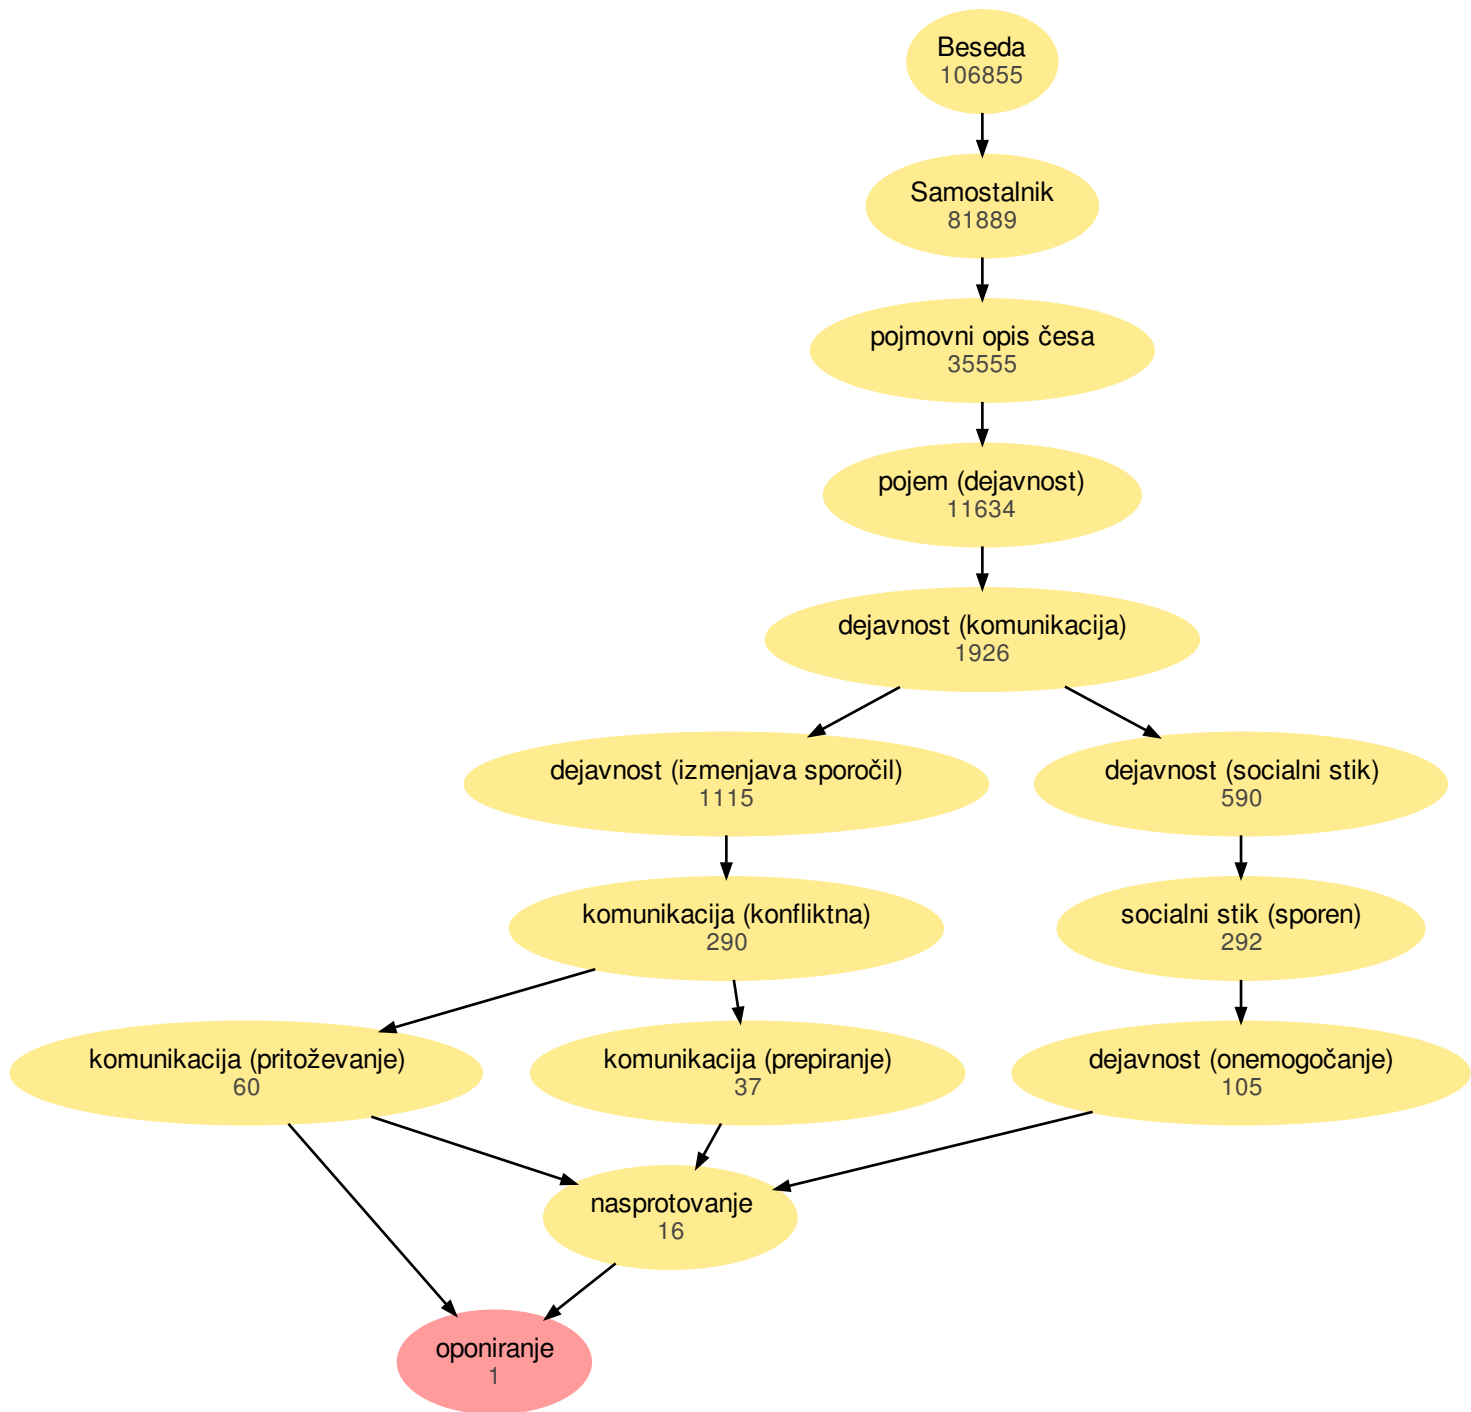 Beseda
106855
Samostalnik
81889
pojmovni opis česa
35555
pojem (dejavnost)
11634
dejavnost (komunikacija)
1926
dejavnost (izmenjava sporočil)
1115
dejavnost (socialni stik)
590
komunikacija (konfliktna)
290
socialni stik (sporen)
292
komunikacija (pritoževanje)
60
komunikacija (prepiranje)
37
dejavnost (onemogočanje)
105
nasprotovanje
16
oponiranje
1